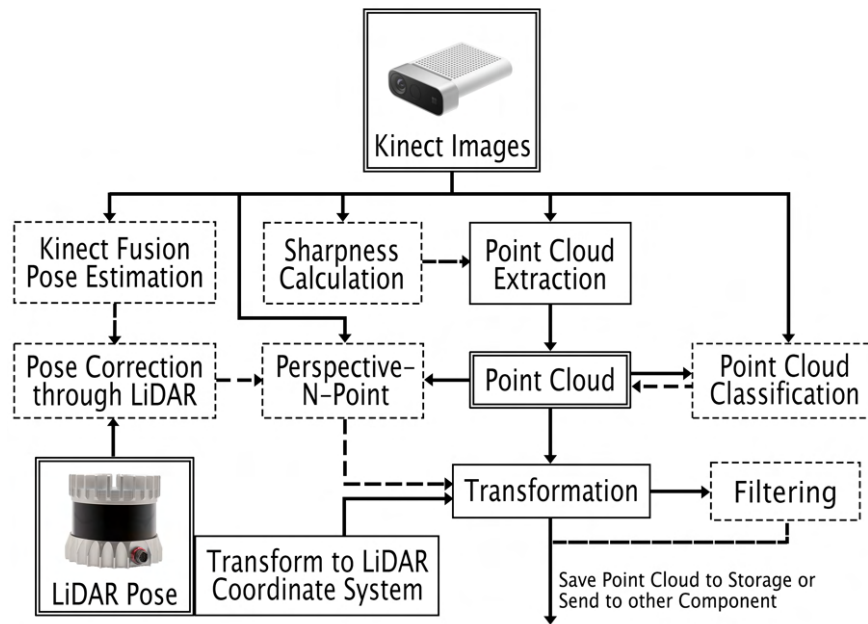 Kinect Images
Kinect Fusion
Pose Estimation
Sharpness
Calculation
Point Cloud
Extraction
Pose Correction
through LiDAR
Perspective-
N-Point
Point Cloud
Point Cloud
Classification
Transformation
Filtering
LiDAR Pose
Transform to LiDAR
Coordinate System
Save Point Cloud to Storage or
Send to other Component